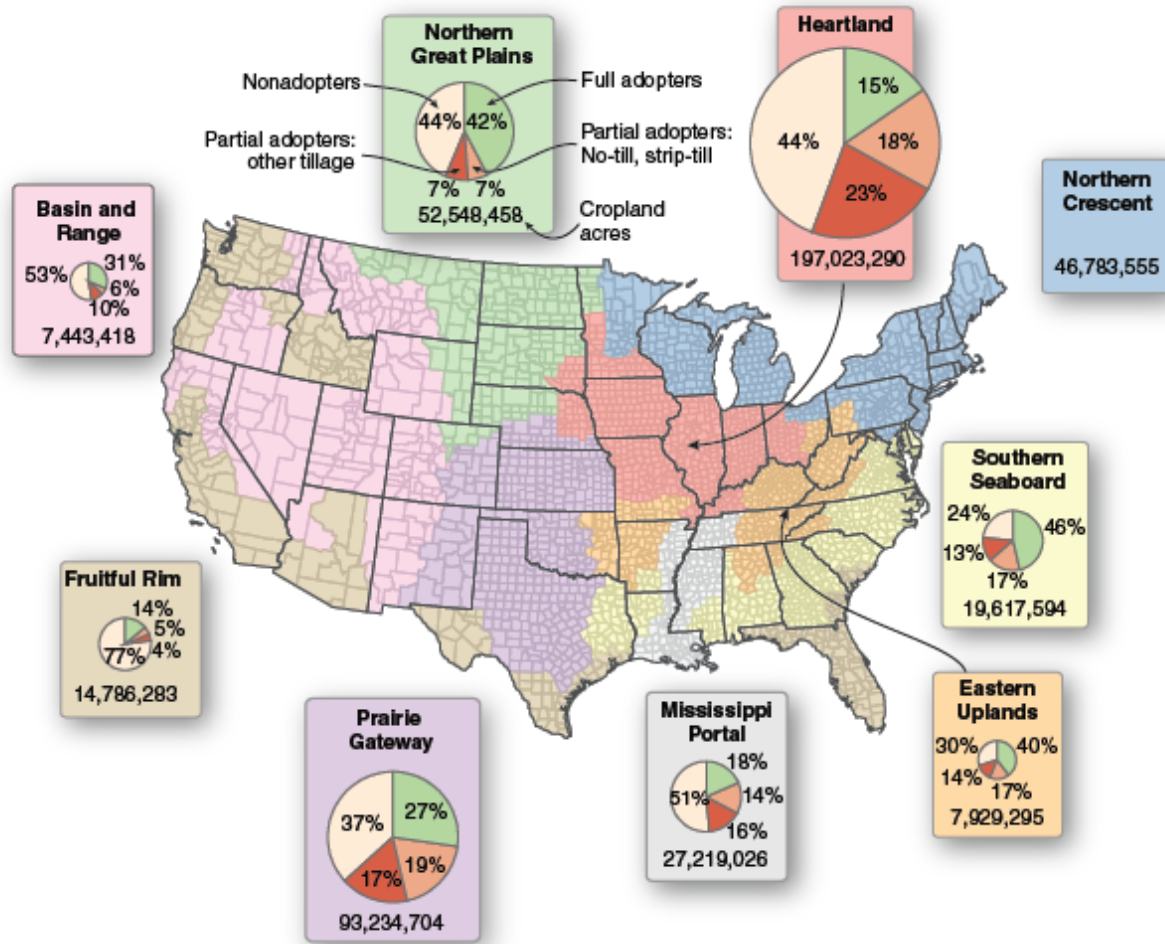 Northern
Great Plains
Nonadopters
Full adopters
44%
42%
Partial adopters:
other tillage
Partial adopters:
No-till, strip-till
7%
7%
52,548,458
Cropland
acres
Heartland
15%
44%
18%
23%
197,023,290
Northern
Crescent
46,783,555
Basin and
Range
53%
31%
6%
10%
7,443,418
Southern
Seaboard
24%
46%
13%
17%
19,617,594
Fruitful Rim
14%
5%
77%
4%
14,786,283
Prairie
Gateway
37%
27%
17%
19%
93,234,704
Mississippi
Portal
18%
51%
14%
16%
27,219,026
Eastern
Uplands
30%
40%
14%
17%
7,929,295